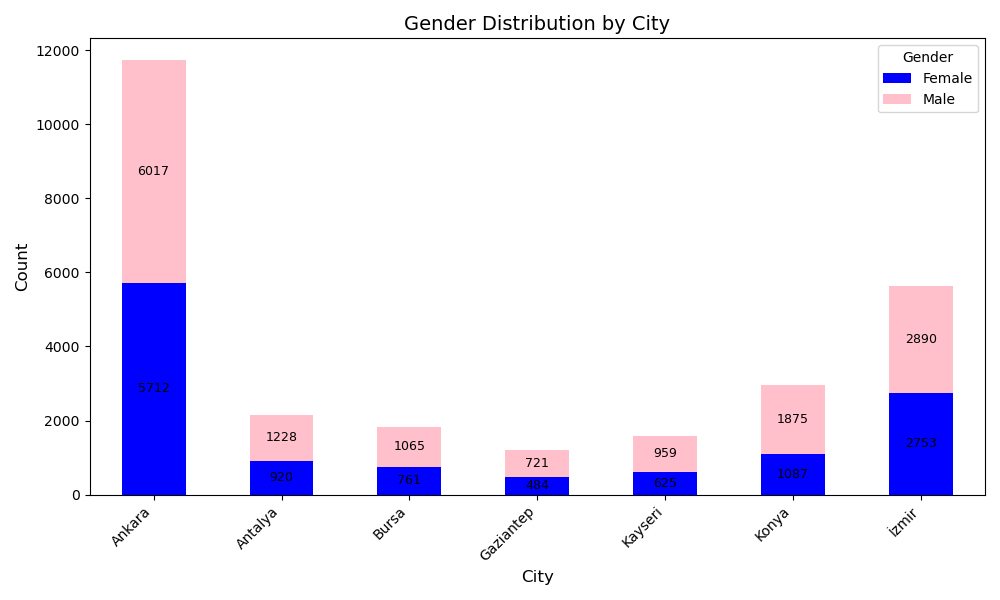 Gender Distribution by City
Count
12000
10000
8000
6000
4000
2000
0
Gender
Female
Male
6017
5712
1228
920
1065
761
721
484
959
625
1875
1087
2890
2753
Ankara
Antalya
Bursa
Gaziantep
Kayseri
Konya
İzmir
City